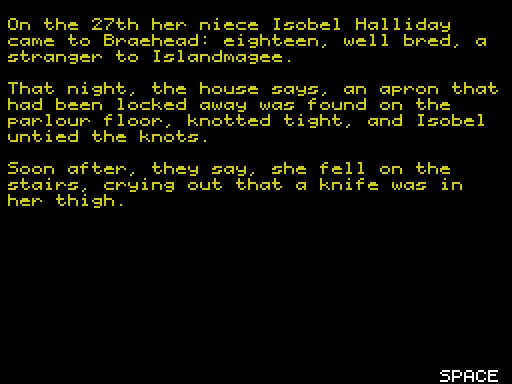 On the 27th her niece Isobel Halliday
came to Braehead: eighteen, well bred, a
stranger to Islandmagee.
That night, the house says, an apron that
had been locked away was found on the
parlour floor, knotted tight, and Isobel
untied the knots.
Soon after, they say, she fell on the
stairs, crying out that a knife was in
her thigh.
SPACE